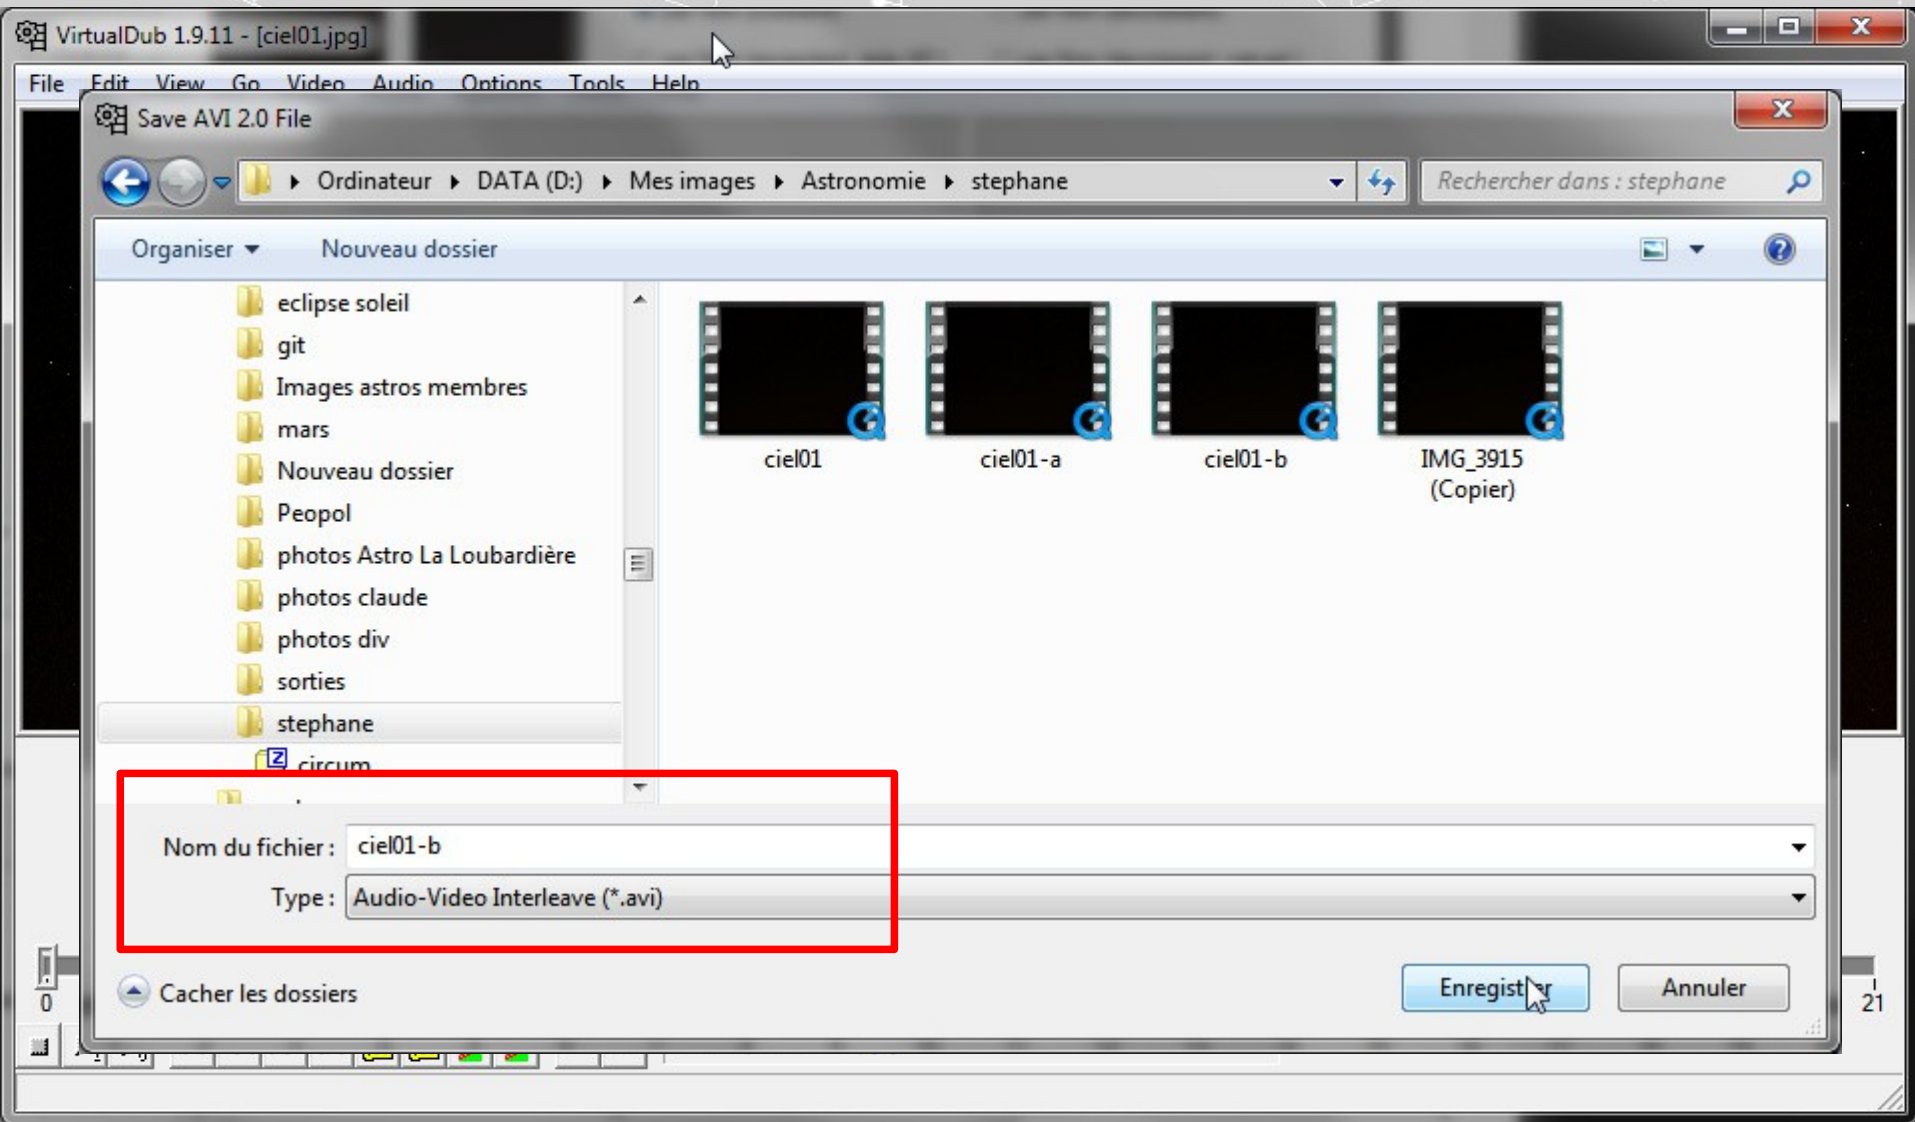 VirtualDub 1.9.11 - [ciel01.jpg]
File Edit View Go Video Audio Options Tools Help
Save AVI 2.0 File
Ordinateur DATA (D:) Mes images Astronomie stephane
Rechercher dans : stephane
Organiser Nouveau dossier
eclipse soleil
git
Images astros membres
mars
Nouveau dossier
Peopol
photos Astro La Loubardière
photos claude
photos div
sorties
stephane
circum
ciel01
ciel01-a
ciel01-b
IMG_3915
(Copier)
Nom du fichier : ciel01-b
Type : Audio-Video Interleave (*.avi)
Cacher les dossiers
Enregistrer Annuler
0
21